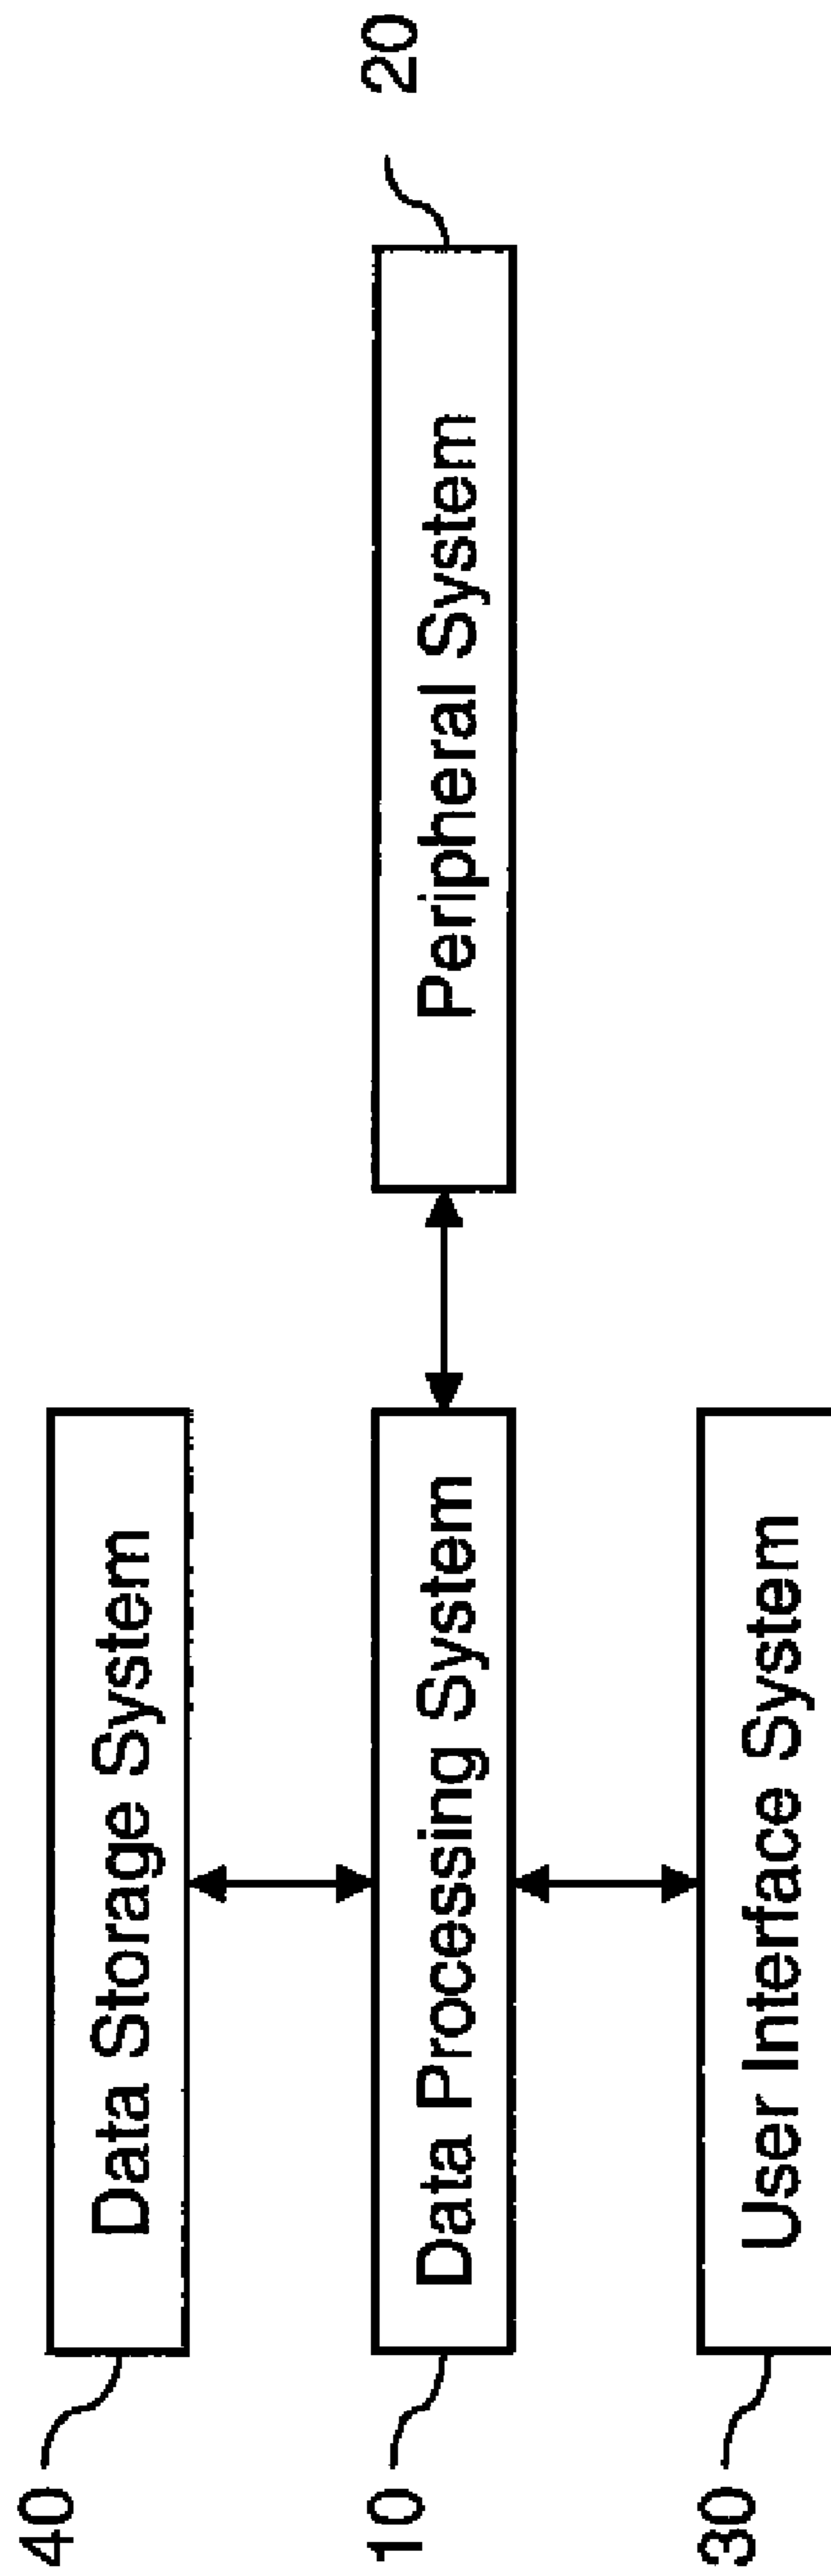 40
Data Storage System
10
Data Processing System
Peripheral System
20
30
User Interface System